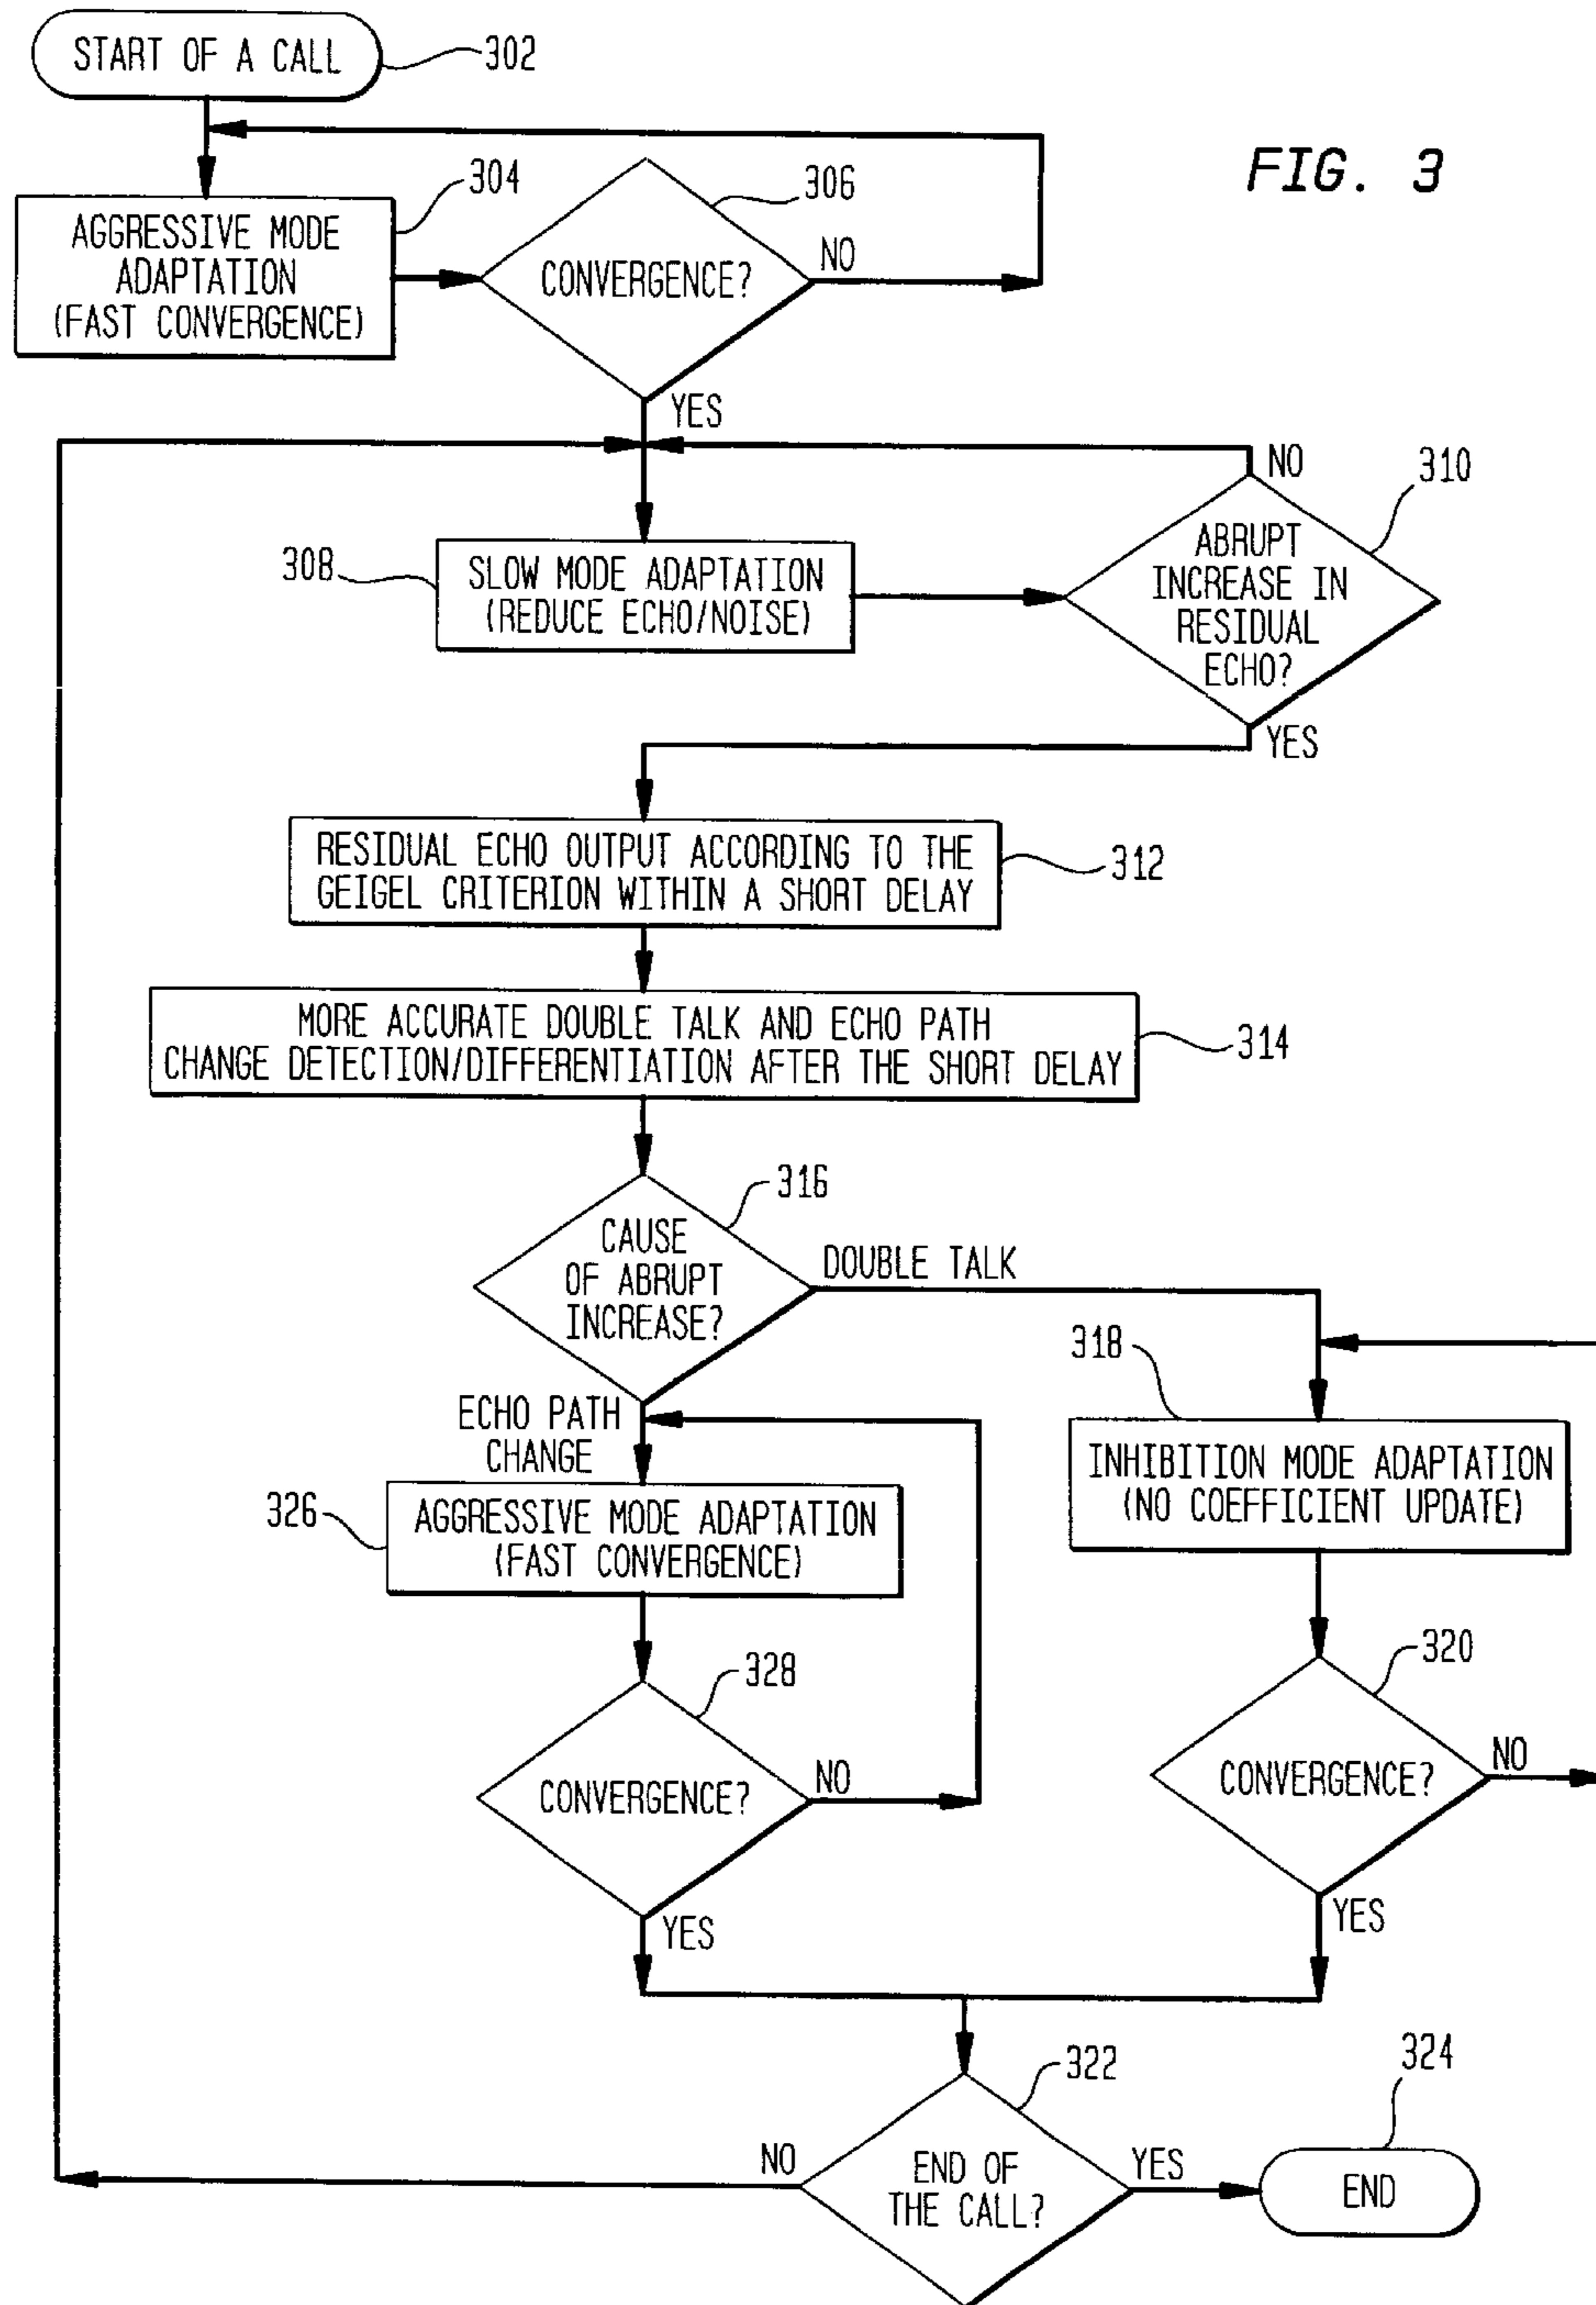 START OF A CALL
302
FIG. 3
304
306
AGGRESSIVE MODE
ADAPTATION
(FAST CONVERGENCE)
CONVERGENCE?
NO
YES
NO
310
308
SLOW MODE ADAPTATION
(REDUCE ECHO/NOISE)
ABRUPT
INCREASE IN
RESIDUAL
ECHO?
YES
RESIDUAL ECHO OUTPUT ACCORDING TO THE
GEIGEL CRITERION WITHIN A SHORT DELAY
312
MORE ACCURATE DOUBLE TALK AND ECHO PATH
CHANGE DETECTION/DIFFERENTIATION AFTER THE SHORT DELAY
314
316
CAUSE
OF ABRUPT
INCREASE?
DOUBLE TALK
318
ECHO PATH
CHANGE
INHIBITION MODE ADAPTATION
(NO COEFFICIENT UPDATE)
326
AGGRESSIVE MODE ADAPTATION
(FAST CONVERGENCE)
328
320
CONVERGENCE?
NO
CONVERGENCE?
NO
YES
YES
322
324
NO
END OF
THE CALL?
YES
END